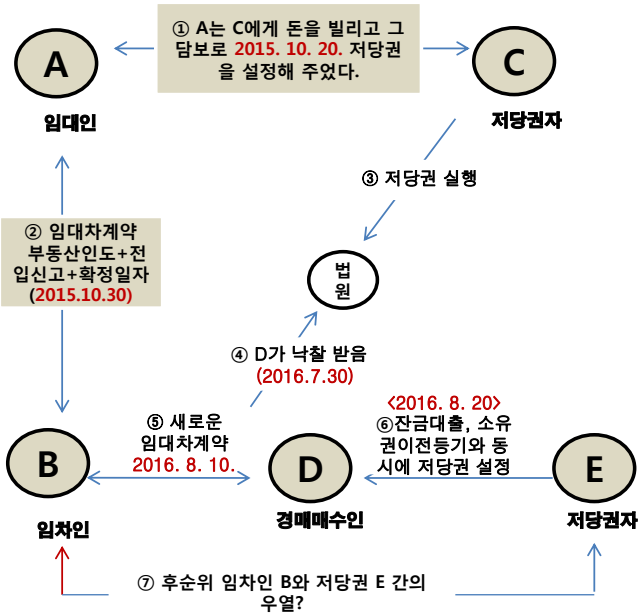 ① A는 C에게 돈을 빌리고 그
담보로 2015. 10. 20. 저당권
을 설정해 주었다.
A
C
임대인
저당권자
③ 저당권 실행
② 임대차계약
부동산인도+전
입신고+확정일자
(2015.10.30)
법
원
④ D가 낙찰 받음
(2016.7.30)
<2016. 8. 20>
⑥잔금대출, 소유
권이전등기와 동
시에 저당권 설정
⑤ 새로운
임대차계약
2016. 8. 10.
B
D
E
임차인
경매매수인
저당권자
⑦ 후순위 임차인 B와 저당권 E 간의
우열?